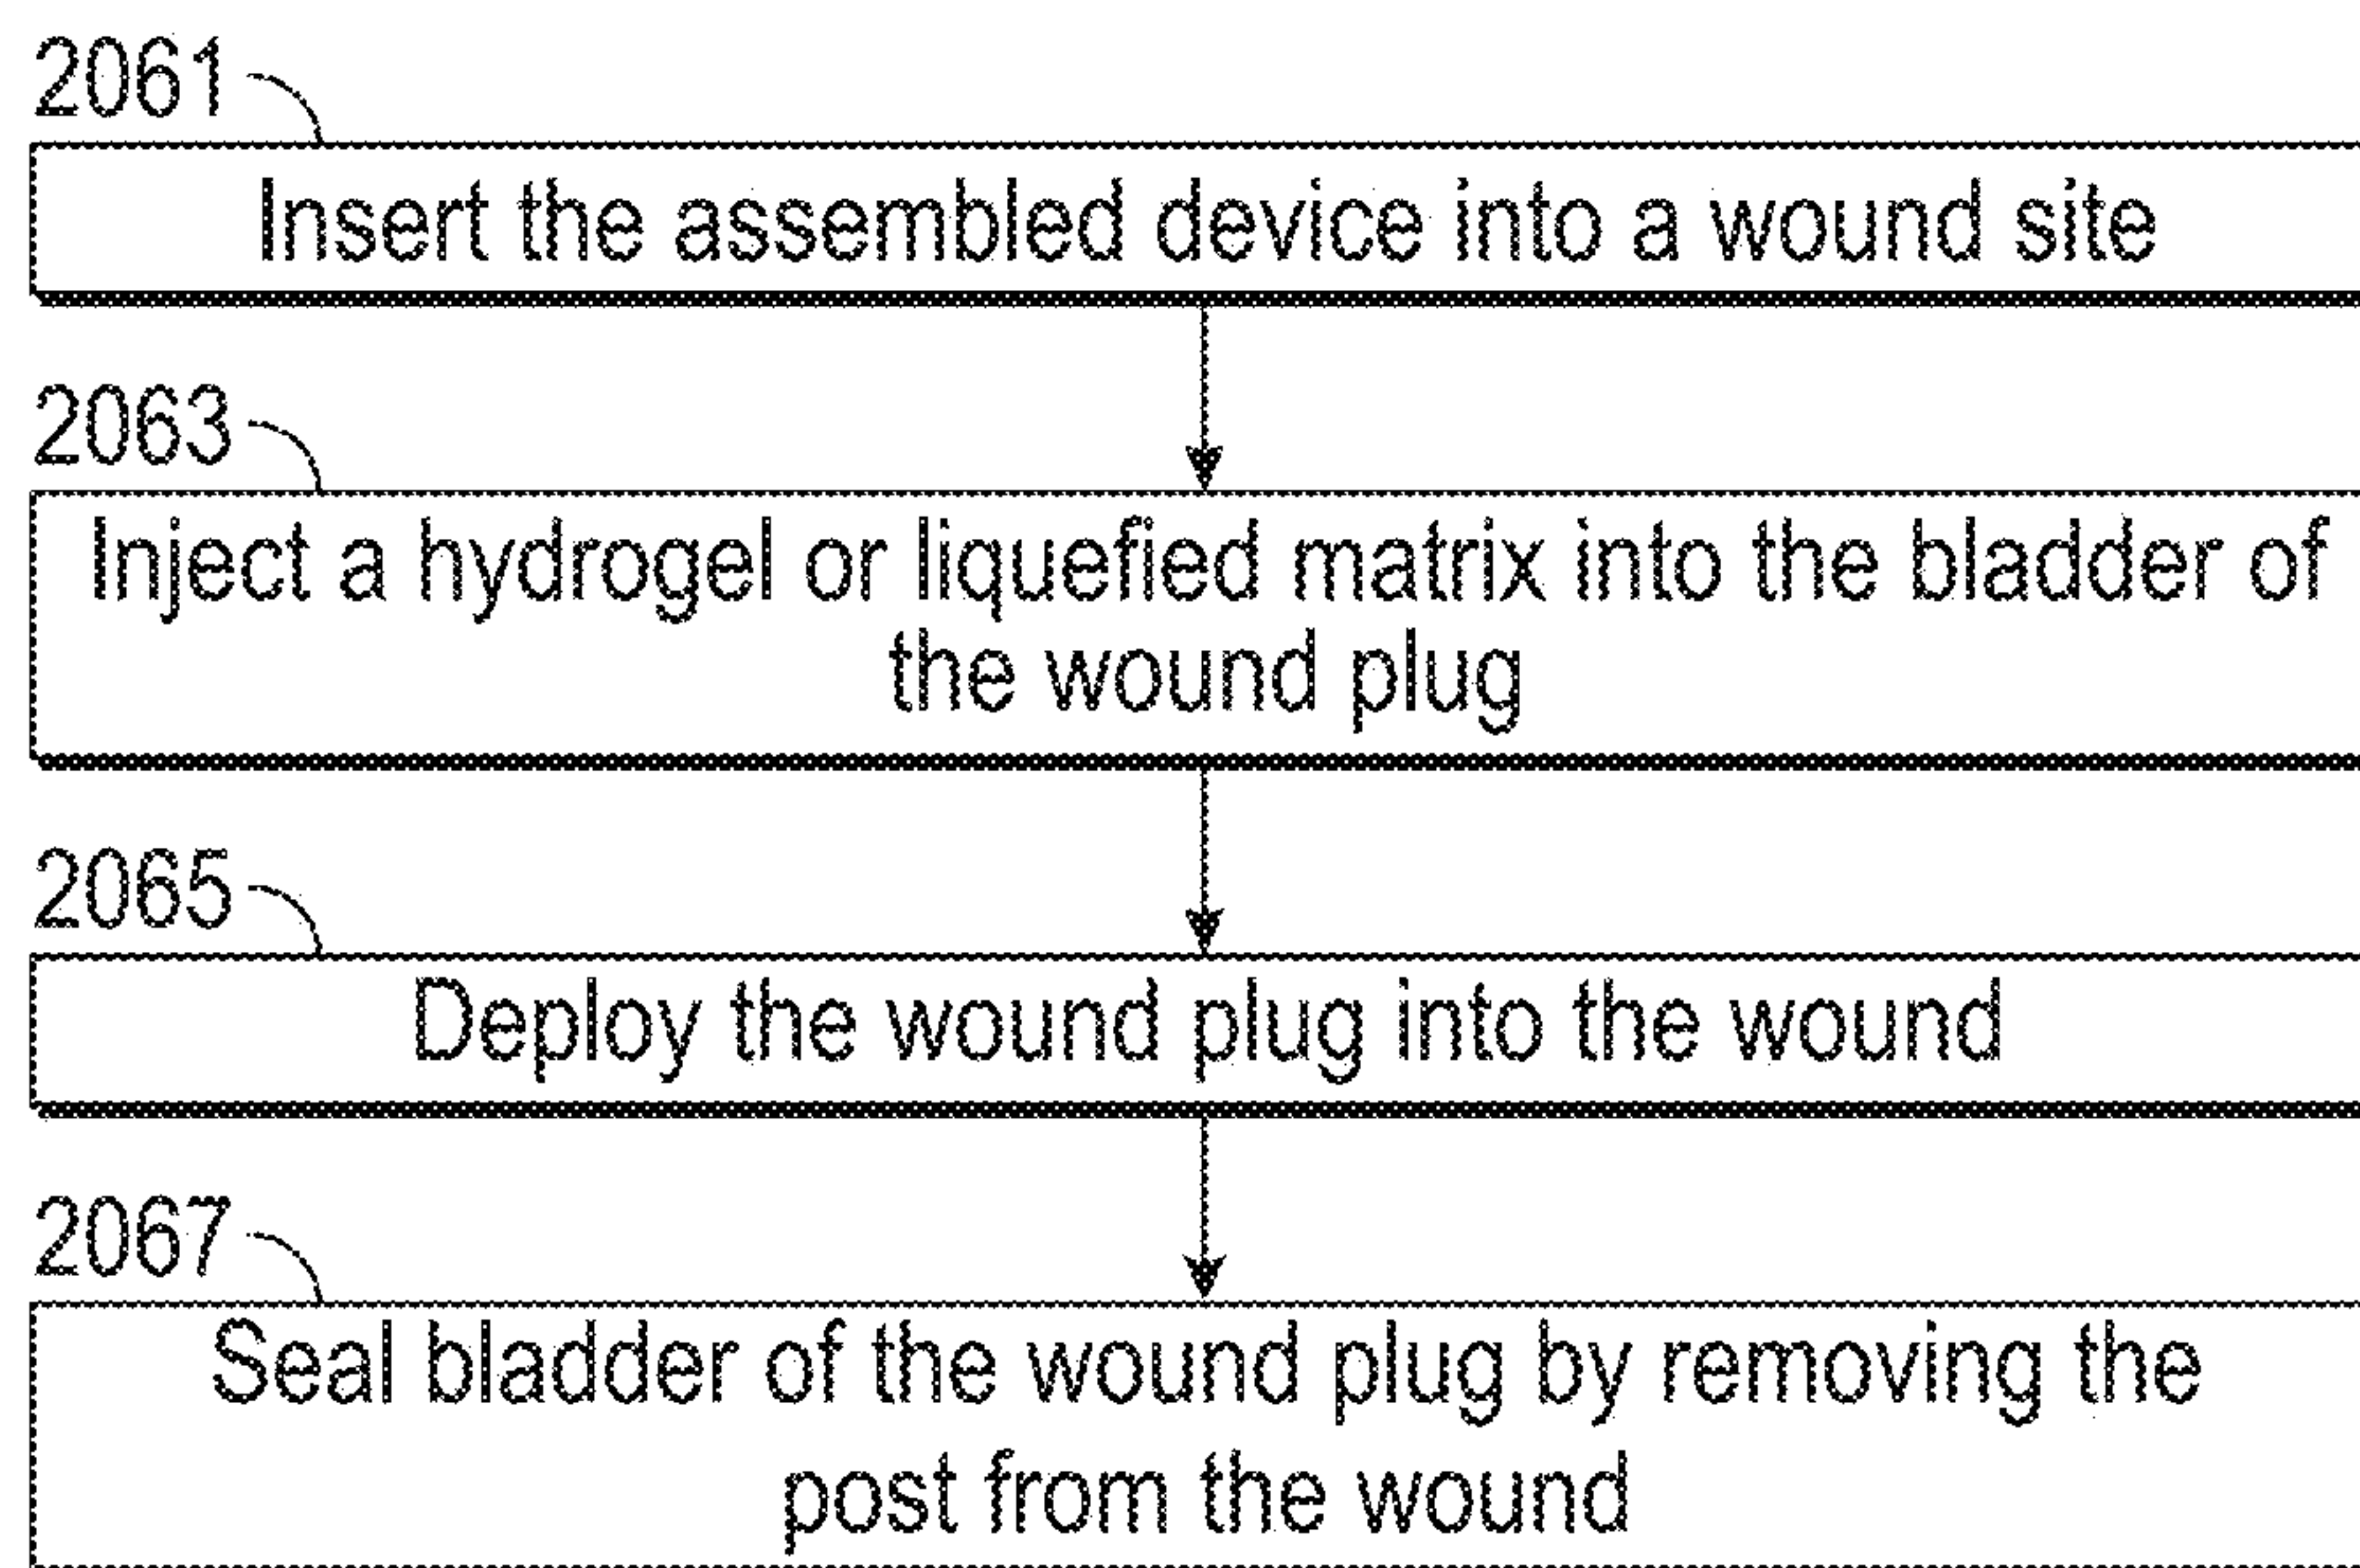 2061
Insert the assembled device into a wound site
2063
Inject a hydrogel or liquefied matrix into the bladder of
the wound plug
2065
Deploy the wound plug into the wound
2067
Seal bladder of the wound plug by removing the
post from the wound